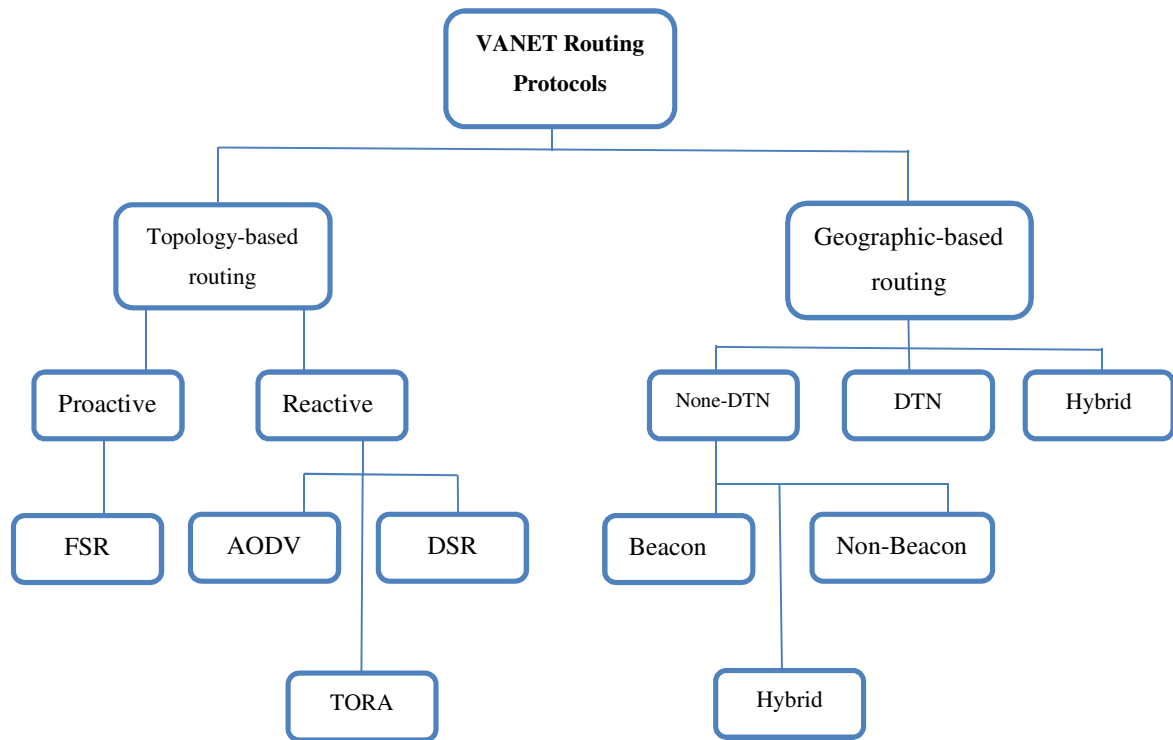 VANET Routing
Protocols
Topology-based
routing
Geographic-based
routing
Proactive
Reactive
None-DTN
DTN
Hybrid
FSR
AODV
DSR
Beacon
Non-Beacon
TORA
Hybrid